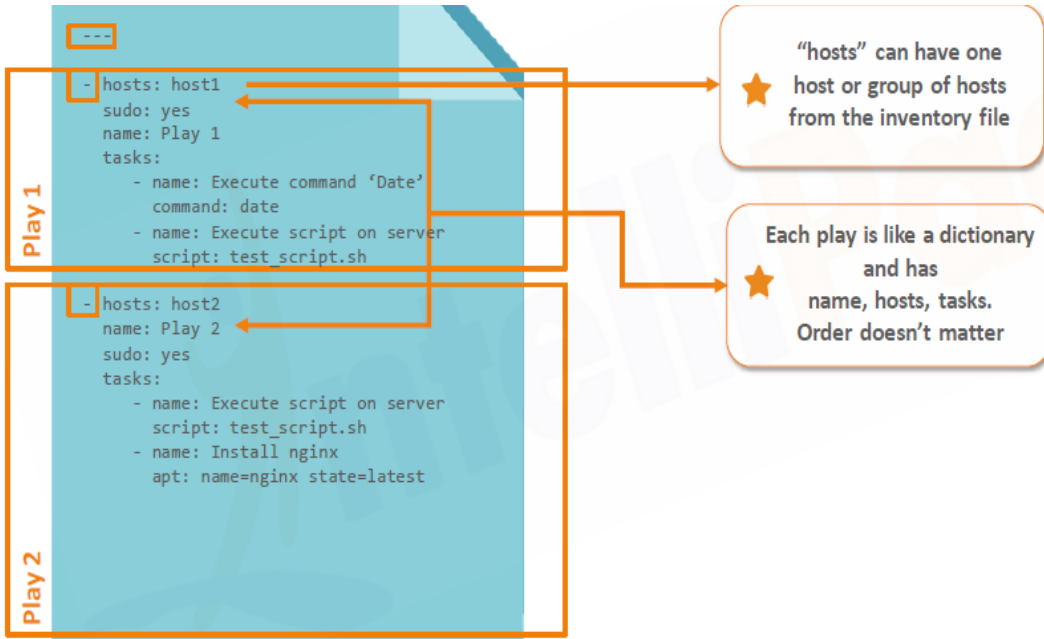 ---
- hosts: host1
sudo: yes
name: Play 1
tasks:
- name: Execute command ‘Date’
command: date
- name: Execute script on server
script: test_script.sh
Play 1
- hosts: host2
name: Play 2
sudo: yes
tasks:
- name: Execute script on server
script: test_script.sh
- name: Install nginx
apt: name=nginx state=latest
Play 2
“hosts” can have one
host or group of hosts
from the inventory file
Each play is like a dictionary
and has
name, hosts, tasks.
Order doesn’t matter